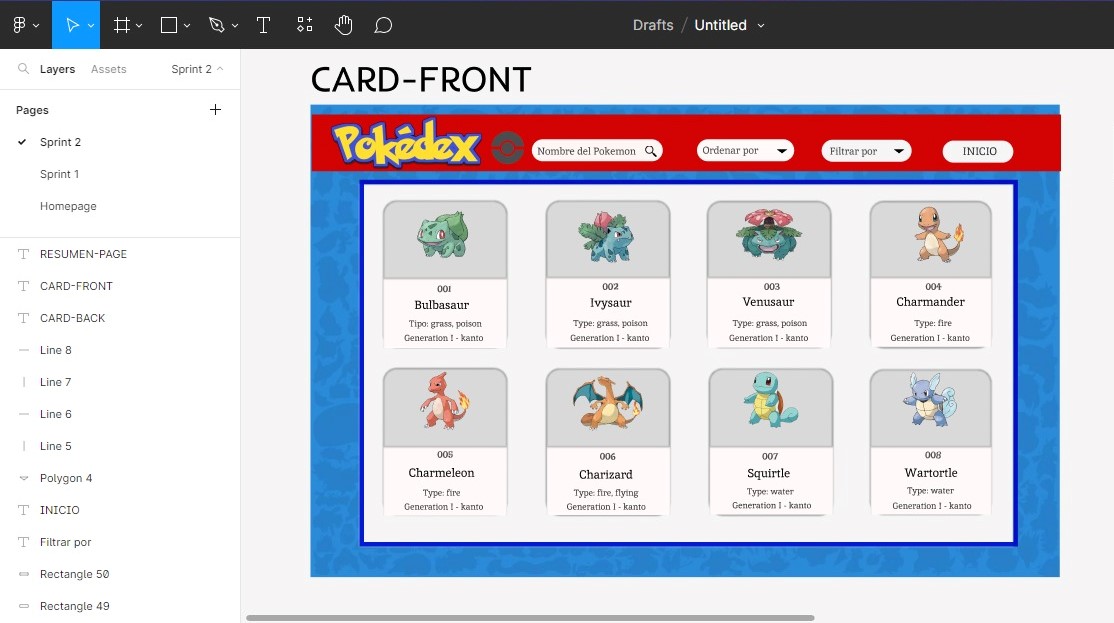 Drafts / Untitled
Layers Assets Sprint 2
Pages
Sprint 2
Sprint 1
Homepage
RESUMEN-PAGE
CARD-FRONT
CARD-BACK
Line 8
Line 7
Line 6
Line 5
Polygon 4
INICIO
Filtrar por
Rectangle 50
Rectangle 49
CARD-FRONT
Pokédex
Nombre del Pokemon
Ordenar por
Filtrar por
INICIO
001
Bulbasaur
Tipo: grass, poison
Generation I - kanto
002
Ivysaur
Type: grass, poison
Generation I - kanto
003
Venusaur
Type: grass, poison
Generation I - kanto
004
Charmander
Type: fire
Generation I - kanto
005
Charmeleon
Type: fire
Generation I - kanto
006
Charizard
Type: fire, flying
Generation I - kanto
007
Squirtle
Type: water
Generation I - kanto
008
Wartortle
Type: water
Generation I - kanto